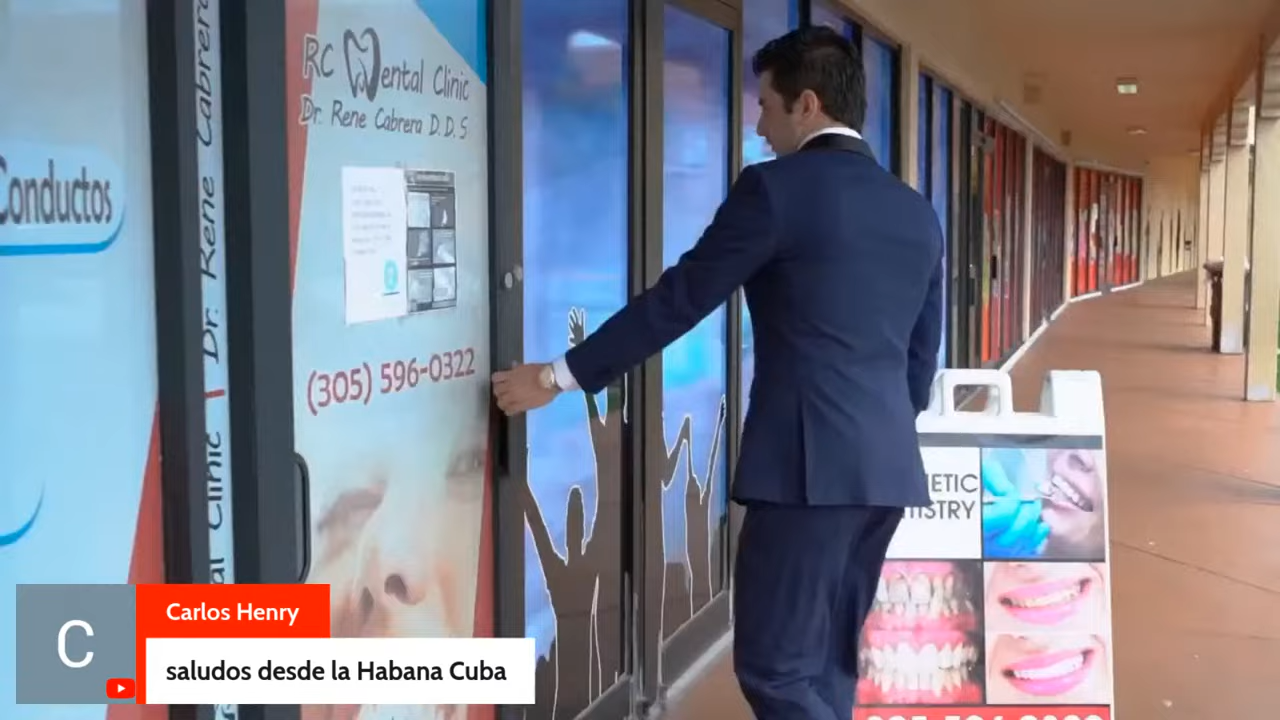 RC Dental Clinic
Dr. Rene Cabrera D.D.S
Conductos
Dr. Rene Cabrera
al Clinic
(305) 596-0322
ETIC
TISTRY
C
Carlos Henry
saludos desde la Habana Cuba